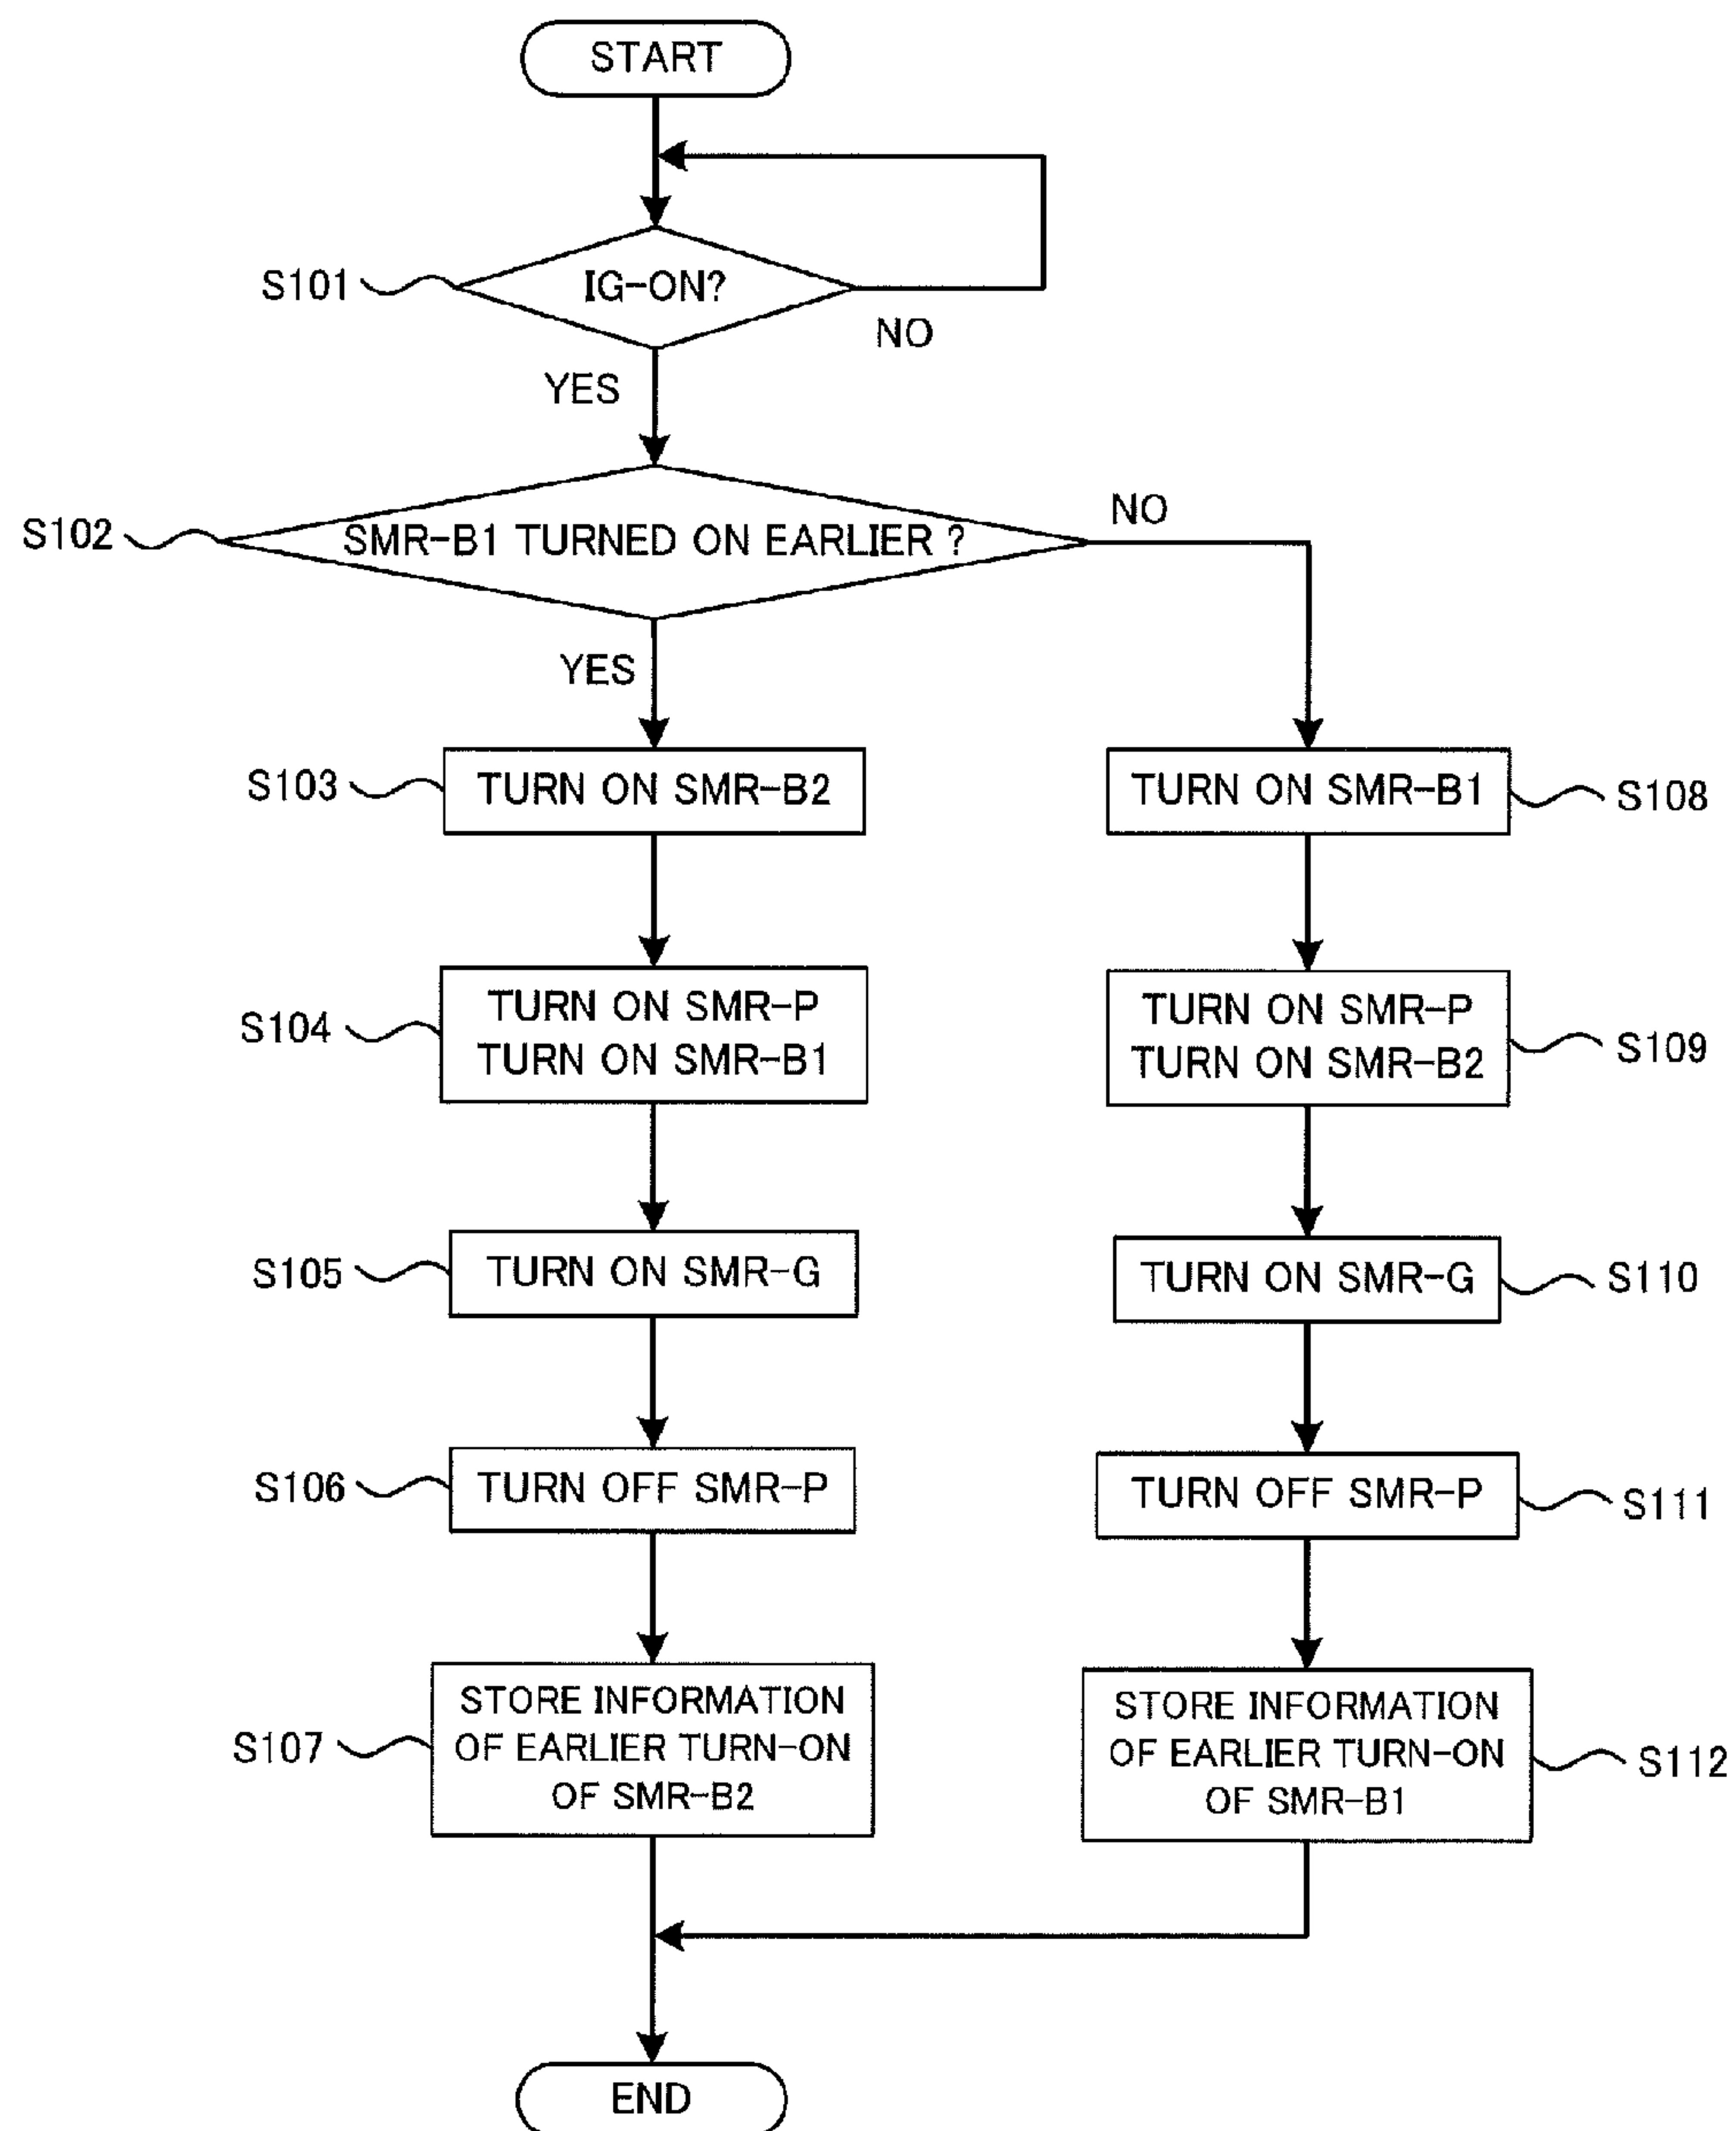 START
S101
IG-ON?
NO
YES
S102
SMR-B1 TURNED ON EARLIER ?
NO
YES
S103
TURN ON SMR-B2
TURN ON SMR-B1
S108
S104
TURN ON SMR-P
TURN ON SMR-B1
TURN ON SMR-P
TURN ON SMR-B2
S109
S105
TURN ON SMR-G
TURN ON SMR-G
S110
S106
TURN OFF SMR-P
TURN OFF SMR-P
S111
S107
STORE INFORMATION
OF EARLIER TURN-ON
OF SMR-B2
STORE INFORMATION
OF EARLIER TURN-ON
OF SMR-B1
S112
END